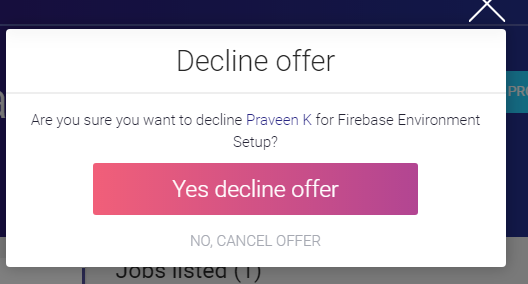 Decline offer
PRO
Are you sure you want to decline Praveen K for Firebase Environment
Setup?
Yes decline offer
NO, CANCEL OFFER
Jobs listed (1)